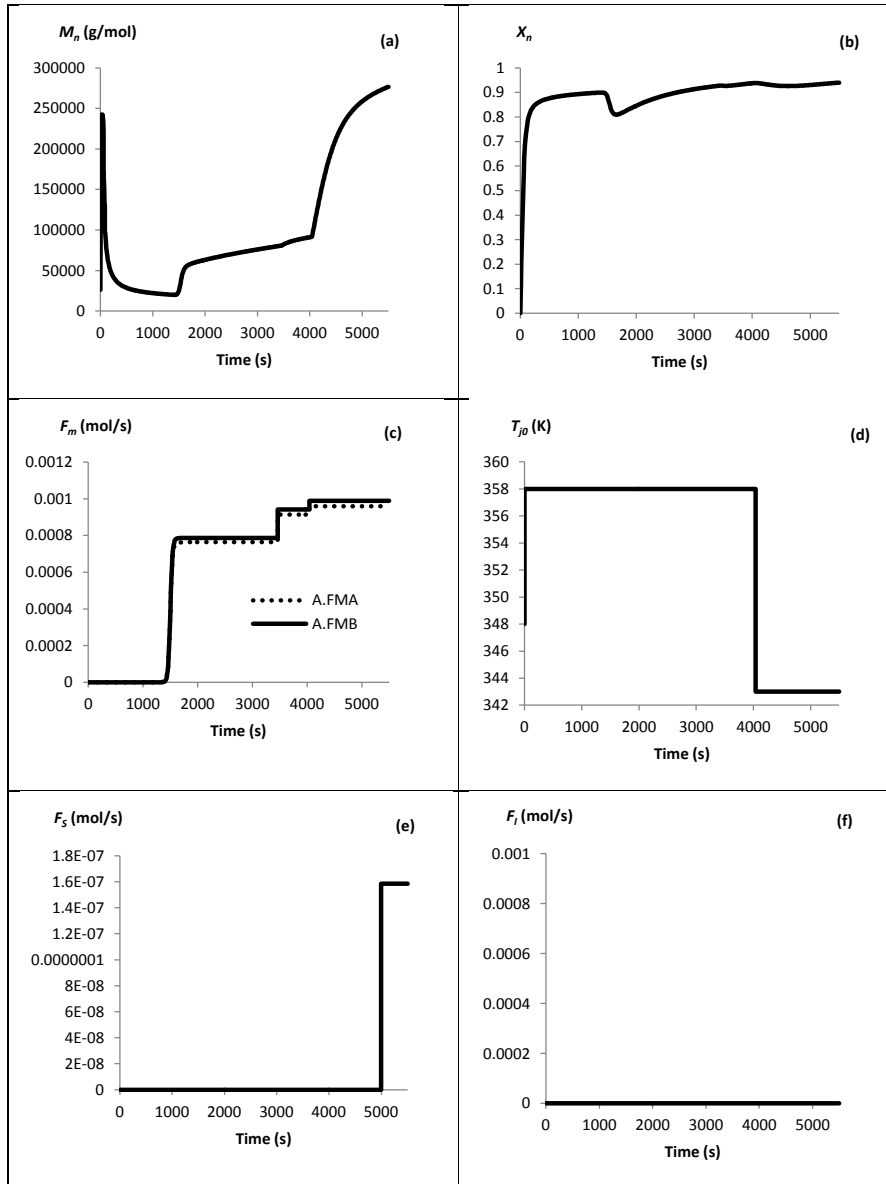 M_n (g/mol)
(a)
300000
250000
200000
150000
100000
50000
0
0 1000 2000 3000 4000 5000
Time (s)
X_n
(b)
1
0.9
0.8
0.7
0.6
0.5
0.4
0.3
0.2
0.1
0
0 1000 2000 3000 4000 5000
Time (s)
F_m (mol/s)
(c)
0.0012
0.001
0.0008
0.0006
0.0004
0.0002
0
A.FMA
A.FMB
0 1000 2000 3000 4000 5000
Time (s)
T_j0 (K)
(d)
360
358
356
354
352
350
348
346
344
342
0 1000 2000 3000 4000 5000
Time (s)
F_S (mol/s)
(e)
1.8E-07
1.6E-07
1.4E-07
1.2E-07
0.0000001
8E-08
6E-08
4E-08
2E-08
0
0 1000 2000 3000 4000 5000
Time (s)
F_I (mol/s)
(f)
0.001
0.0008
0.0006
0.0004
0.0002
0
0 1000 2000 3000 4000 5000
Time (s)